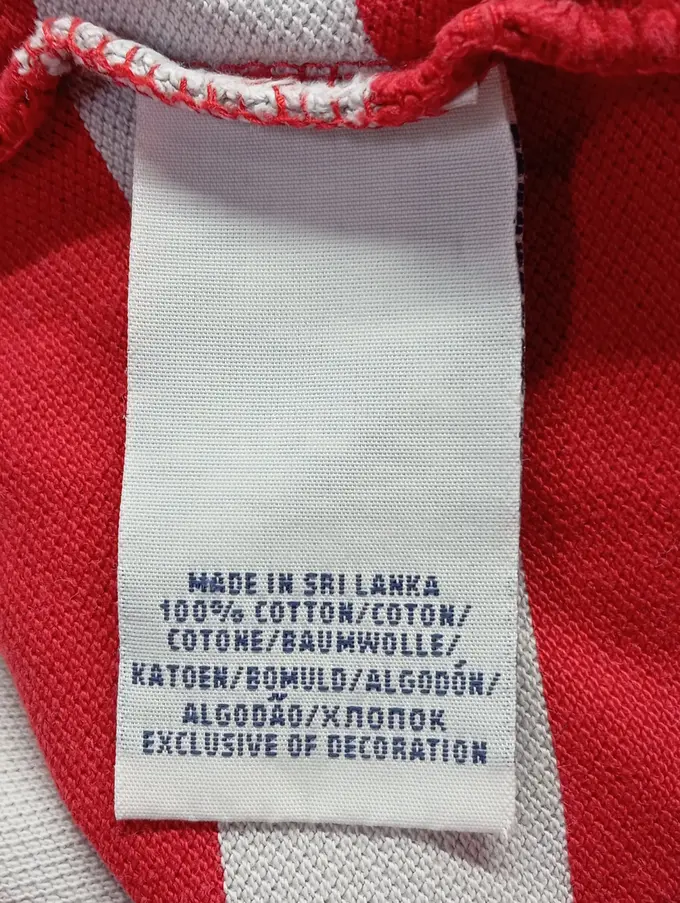 MADE IN SRI LANKA
100% COTTON/COTON/
COTONE/BAUMWOLLE/
KATOEN/BOMULD/ALGODÓN/
ALGODÃO/ХЛОПОК
EXCLUSIVE OF DECORATION